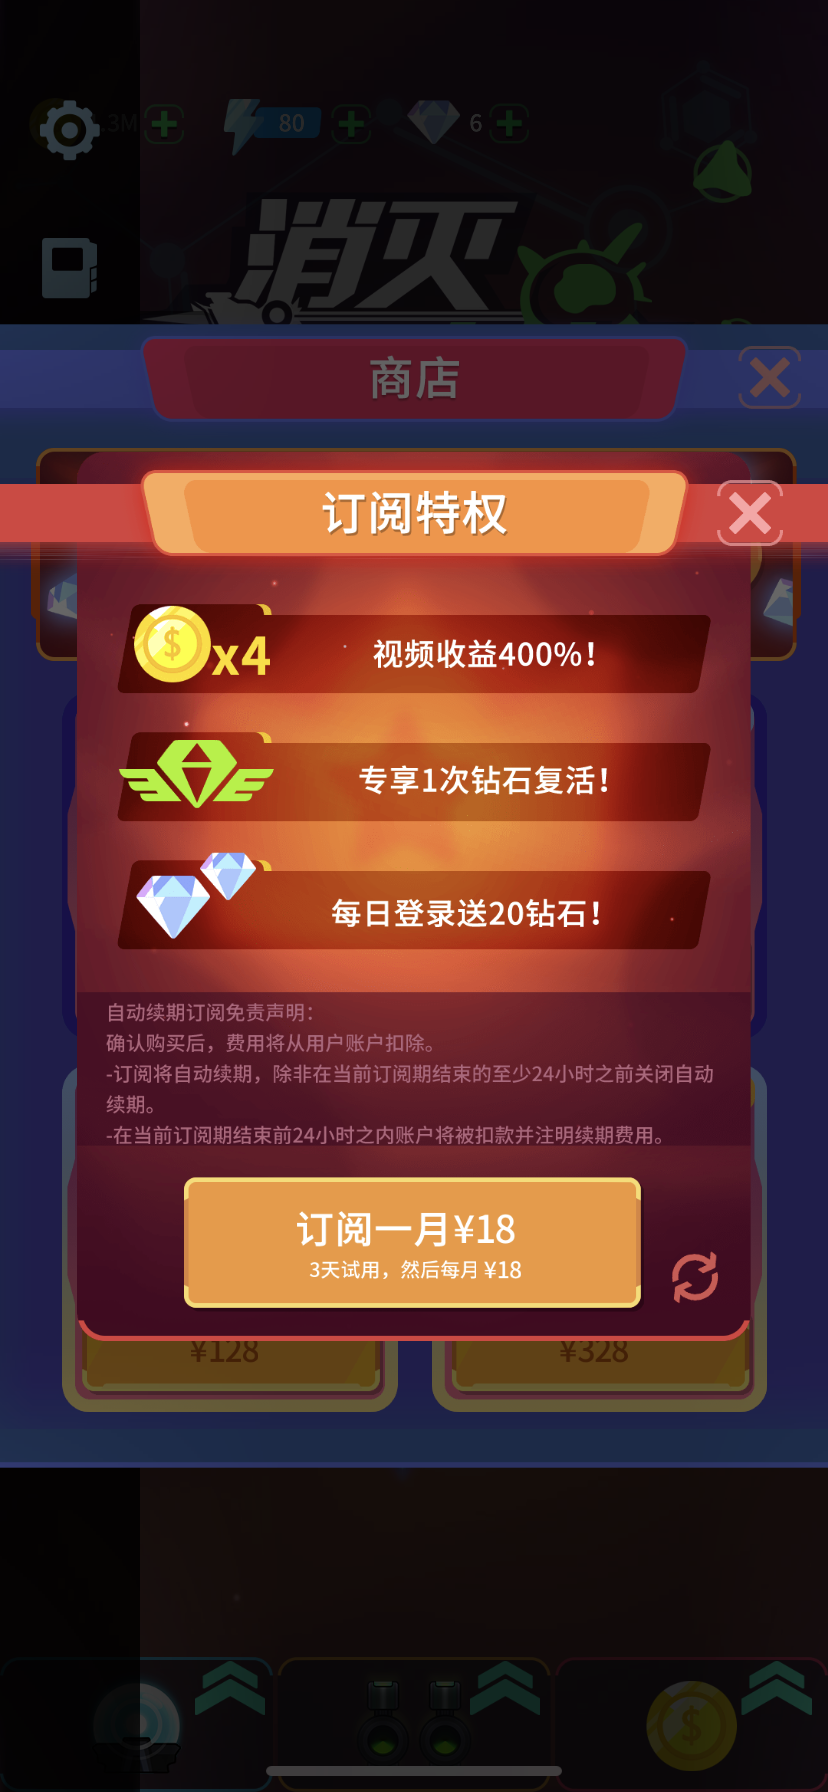 .3M
80
6
消灭
商店
订阅特权
x4
视频收益400%!
专享1次钻石复活!
每日登录送20钻石!
自动续期订阅免责声明:
确认购买后，费用将从用户账户扣除。
-订阅将自动续期，除非在当前订阅期结束的至少24小时之前关闭自动
续期。
-在当前订阅期结束前24小时之内账户将被扣款并注明续期费用。
订阅一月¥18
3天试用，然后每月 ¥18
¥128
¥328